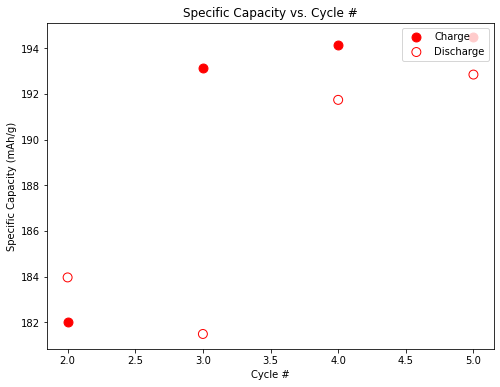 Specific Capacity vs. Cycle #
Charge
Discharge
Specific Capacity (mAh/g)
194
192
190
188
186
184
182
2.0 2.5 3.0 3.5 4.0 4.5 5.0
Cycle #